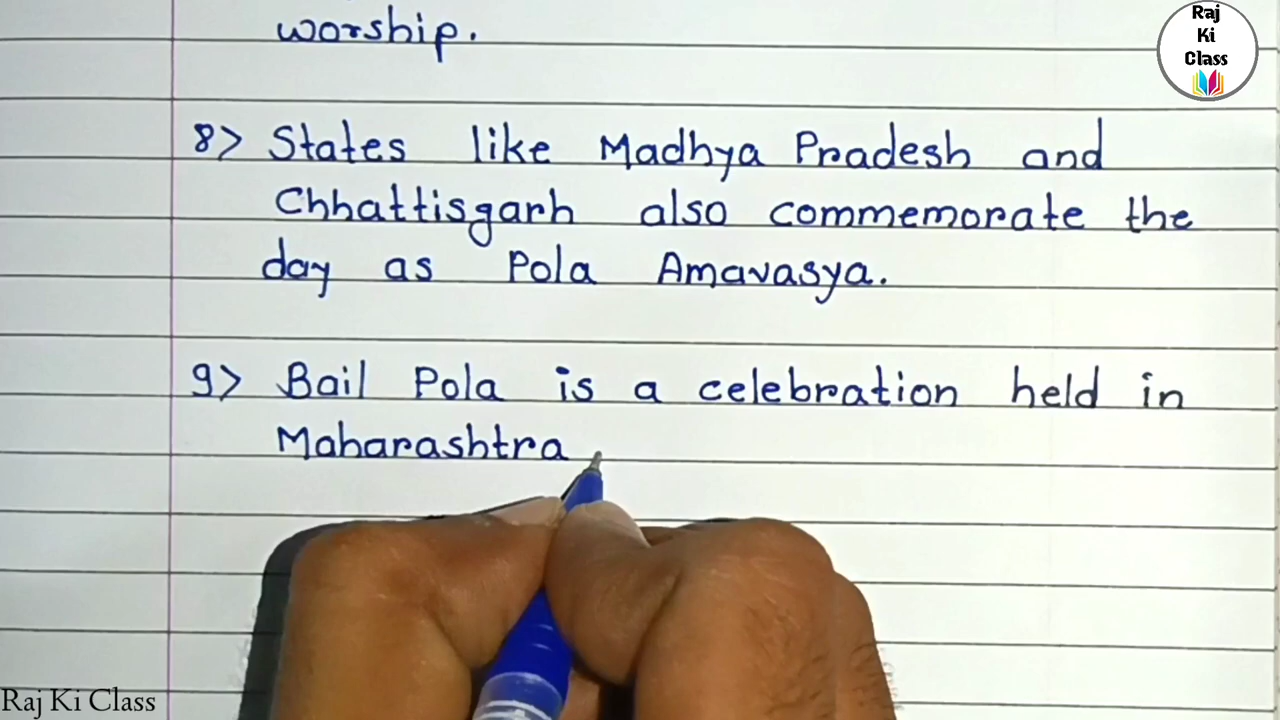 worship.
Raj
Ki
Class
8> States like Madhya Pradesh and
Chhattisgarh also commemorate the
day as Pola Amavasya.
9> Bail Pola is a celebration held in
Maharashtra
Raj Ki Class